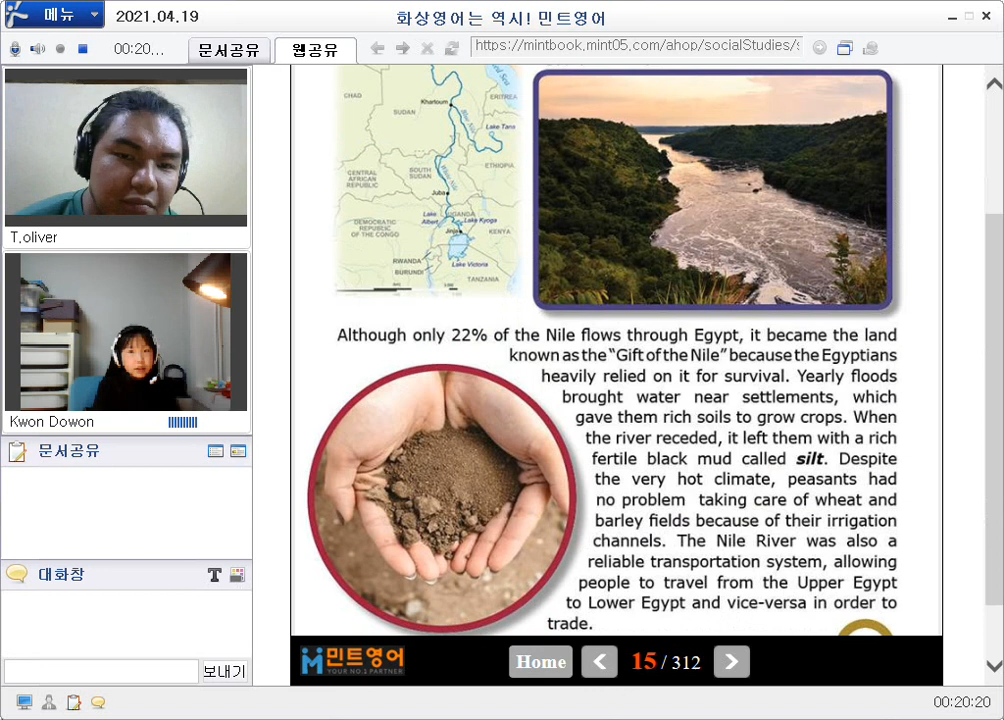 메뉴
2021.04.19
화상영어는 역시! 민트영어
00:20...
문서공유
웹공유
https://mintbook.mint05.com/ahop/socialStudies/
T.oliver
Kwon Dowon
문서공유
대화창
T
보내기
CHAD
SUDAN
Khartoum
ERITREA
Lake Tana
Blue Nile
ETHIOPIA
CENTRAL
AFRICAN
REPUBLIC
SOUTH
SUDAN
White Nile
Juba
Lake
Albert
UGANDA
Lake Kyoga
DEMOCRATIC
REPUBLIC
OF THE CONGO
Jinja
KENYA
RWANDA
BURUNDI
Lake Victoria
TANZANIA
Although only 22% of the Nile flows through Egypt, it became the land
known as the “Gift of the Nile” because the Egyptians
heavily relied on it for survival. Yearly floods
brought water near settlements, which
gave them rich soils to grow crops. When
the river receded, it left them with a rich
fertile black mud called silt. Despite
the very hot climate, peasants had
no problem taking care of wheat and
barley fields because of their irrigation
channels. The Nile River was also a
reliable transportation system, allowing
people to travel from the Upper Egypt
to Lower Egypt and vice-versa in order to
trade.
민트영어
YOUR NO.1 PARTNER
Home
15 / 312
00:20:20